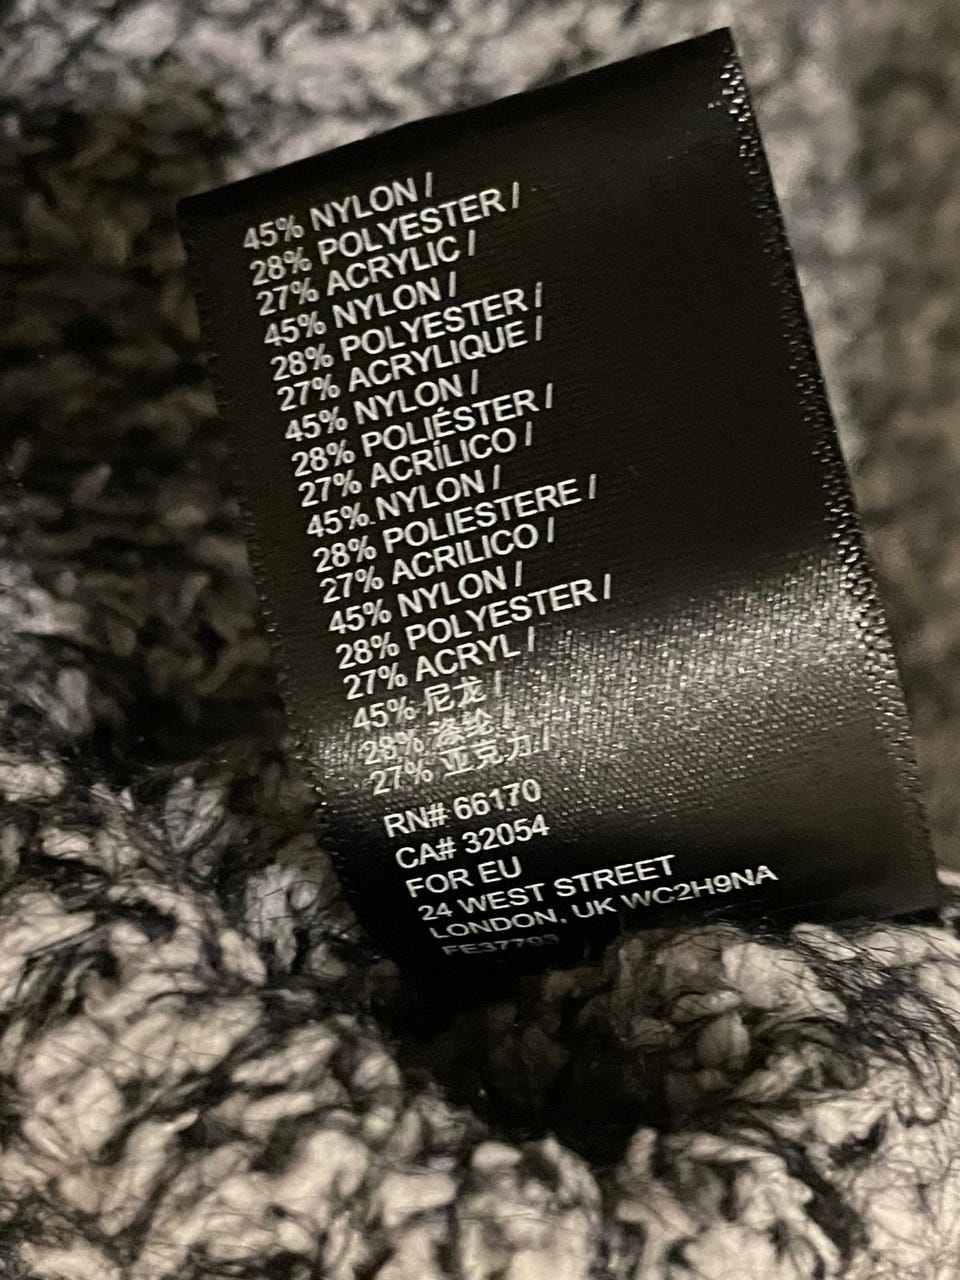 45% NYLON /
28% POLYESTER /
27% ACRYLIC /
45% NYLON /
28% POLYESTER /
27% ACRYLIQUE /
45% NYLON /
28% POLIÉSTER /
27% ACRÍLICO /
45% NYLON /
28% POLIESTERE /
27% ACRILICO /
45% NYLON /
28% POLYESTER /
27% ACRYL /
45% 尼龙 /
28% 涤纶 /
27% 亚克力 /
RN# 66170
CA# 32054
FOR EU
24 WEST STREET
LONDON, UK WC2H9NA